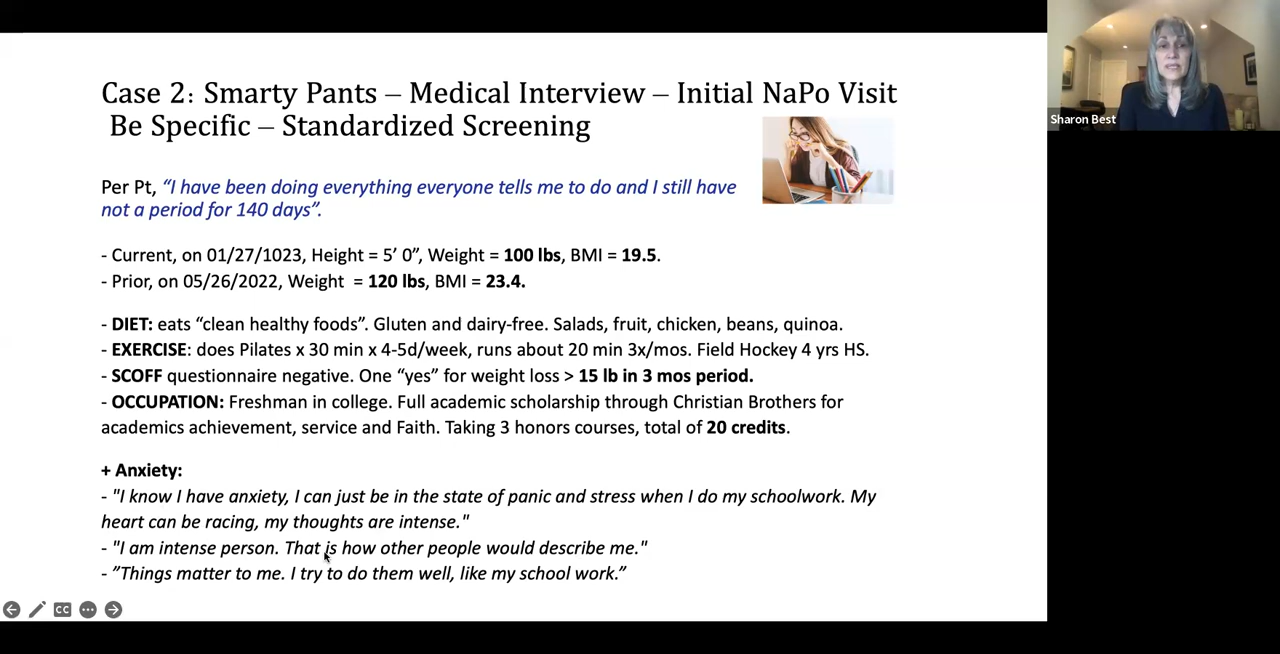 Case 2: Smarty Pants – Medical Interview – Initial NaPo Visit
Be Specific – Standardized Screening
Sharon Best
Per Pt, “I have been doing everything everyone tells me to do and I still have
not a period for 140 days”.
- Current, on 01/27/1023, Height = 5’ 0”, Weight = 100 lbs, BMI = 19.5.
- Prior, on 05/26/2022, Weight = 120 lbs, BMI = 23.4.
- DIET: eats “clean healthy foods”. Gluten and dairy-free. Salads, fruit, chicken, beans, quinoa.
- EXERCISE: does Pilates x 30 min x 4-5d/week, runs about 20 min 3x/mos. Field Hockey 4 yrs HS.
- SCOFF questionnaire negative. One “yes” for weight loss > 15 lb in 3 mos period.
- OCCUPATION: Freshman in college. Full academic scholarship through Christian Brothers for
academics achievement, service and Faith. Taking 3 honors courses, total of 20 credits.
+ Anxiety:
- "I know I have anxiety, I can just be in the state of panic and stress when I do my schoolwork. My
heart can be racing, my thoughts are intense."
- "I am intense person. That is how other people would describe me."
- ”Things matter to me. I try to do them well, like my school work.”
CC